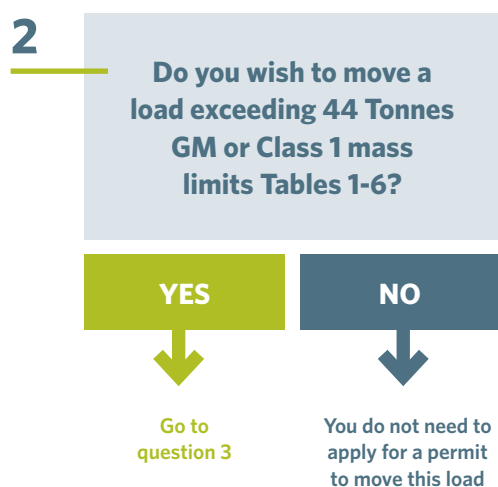 2
Do you wish to move a
load exceeding 44 Tonnes
GM or Class 1 mass
limits Tables 1-6?
YES
NO
Go to
question 3
You do not need to
apply for a permit
to move this load